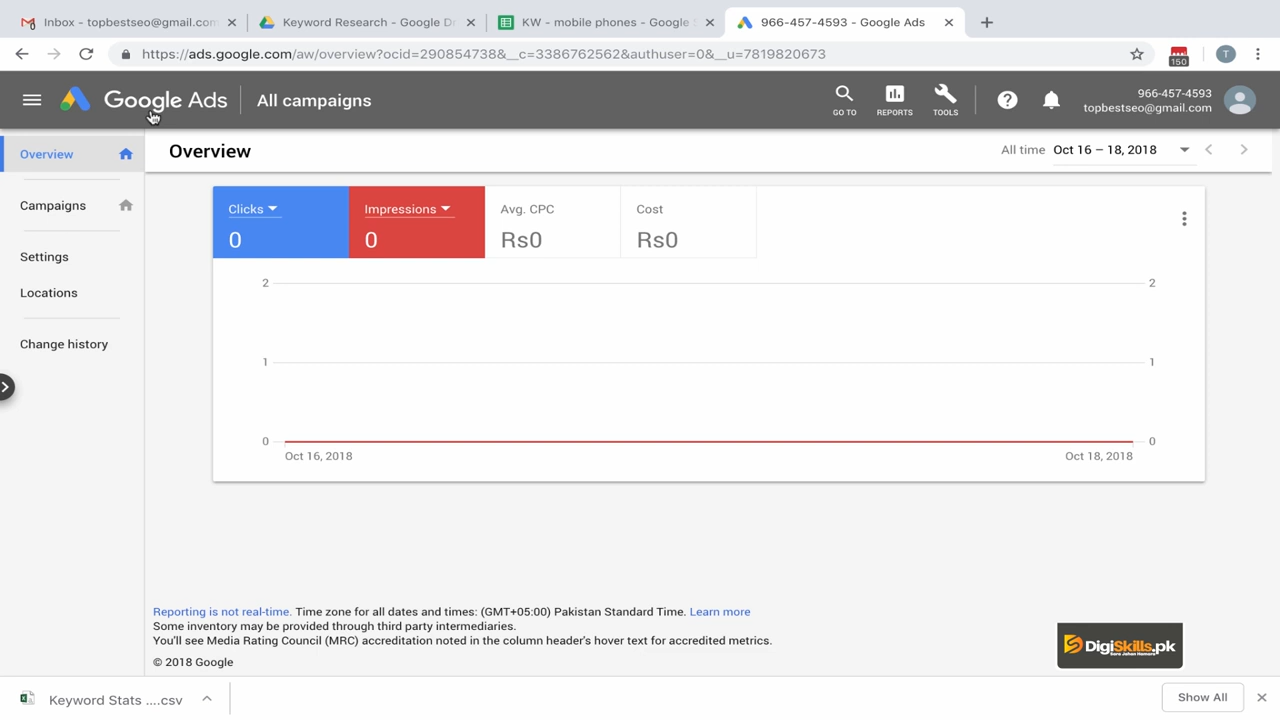 Inbox - topbestseo@gmail.com
Keyword Research - Google Do
KW - mobile phones - Google S
966-457-4593 - Google Ads
https://ads.google.com/aw/overview?ocid=290854738&__c=3386762562&authuser=0&__u=7819820673
150
T
Google Ads
All campaigns
GO TO
REPORTS
TOOLS
966-457-4593
topbestseo@gmail.com
Overview
Campaigns
Settings
Locations
Change history
Overview
All time Oct 16 – 18, 2018
Clicks
0
Impressions
0
Avg. CPC
Rs0
Cost
Rs0
2
2
1
1
0
0
Oct 16, 2018
Oct 18, 2018
Reporting is not real-time. Time zone for all dates and times: (GMT+05:00) Pakistan Standard Time. Learn more
Some inventory may be provided through third party intermediaries.
You'll see Media Rating Council (MRC) accreditation noted in the column header's hover text for accredited metrics.
© 2018 Google
DigiSkills.pk
Keyword Stats ....csv
Show All